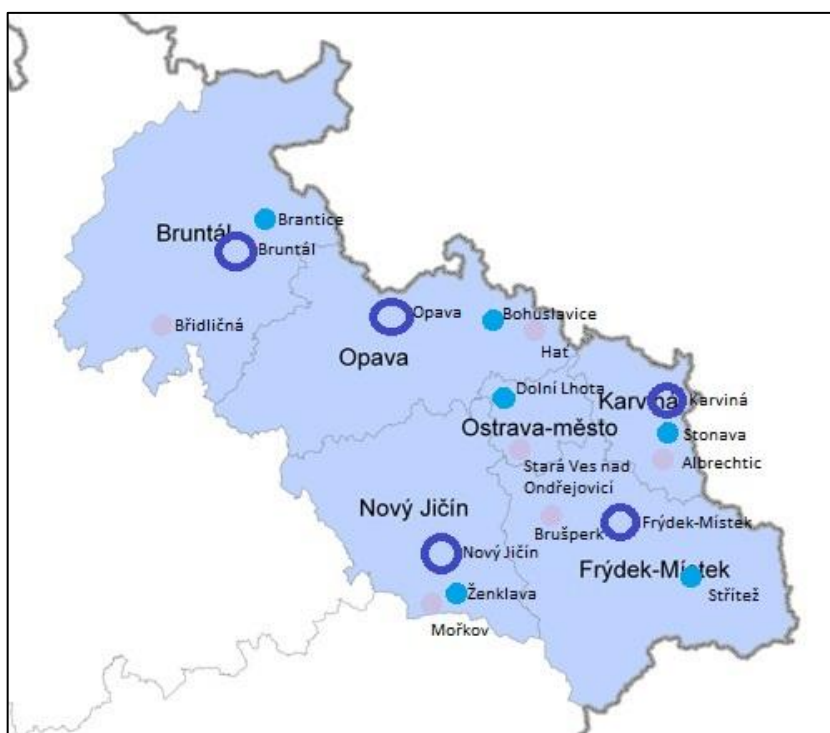 Brantice
Bruntál
Bruntál
Břidličná
Opava
Bohuslavice
Hať
Opava
Dolní Lhota
Karviná
Karviná
Ostrava-město
Stonava
Albrechtic
Stará Ves nad
Ondřejovicí
Nový Jičín
Frýdek-Místek
Brušperk
Nový Jičín
Frýdek-Místek
Ženklava
Střítež
Mořkov